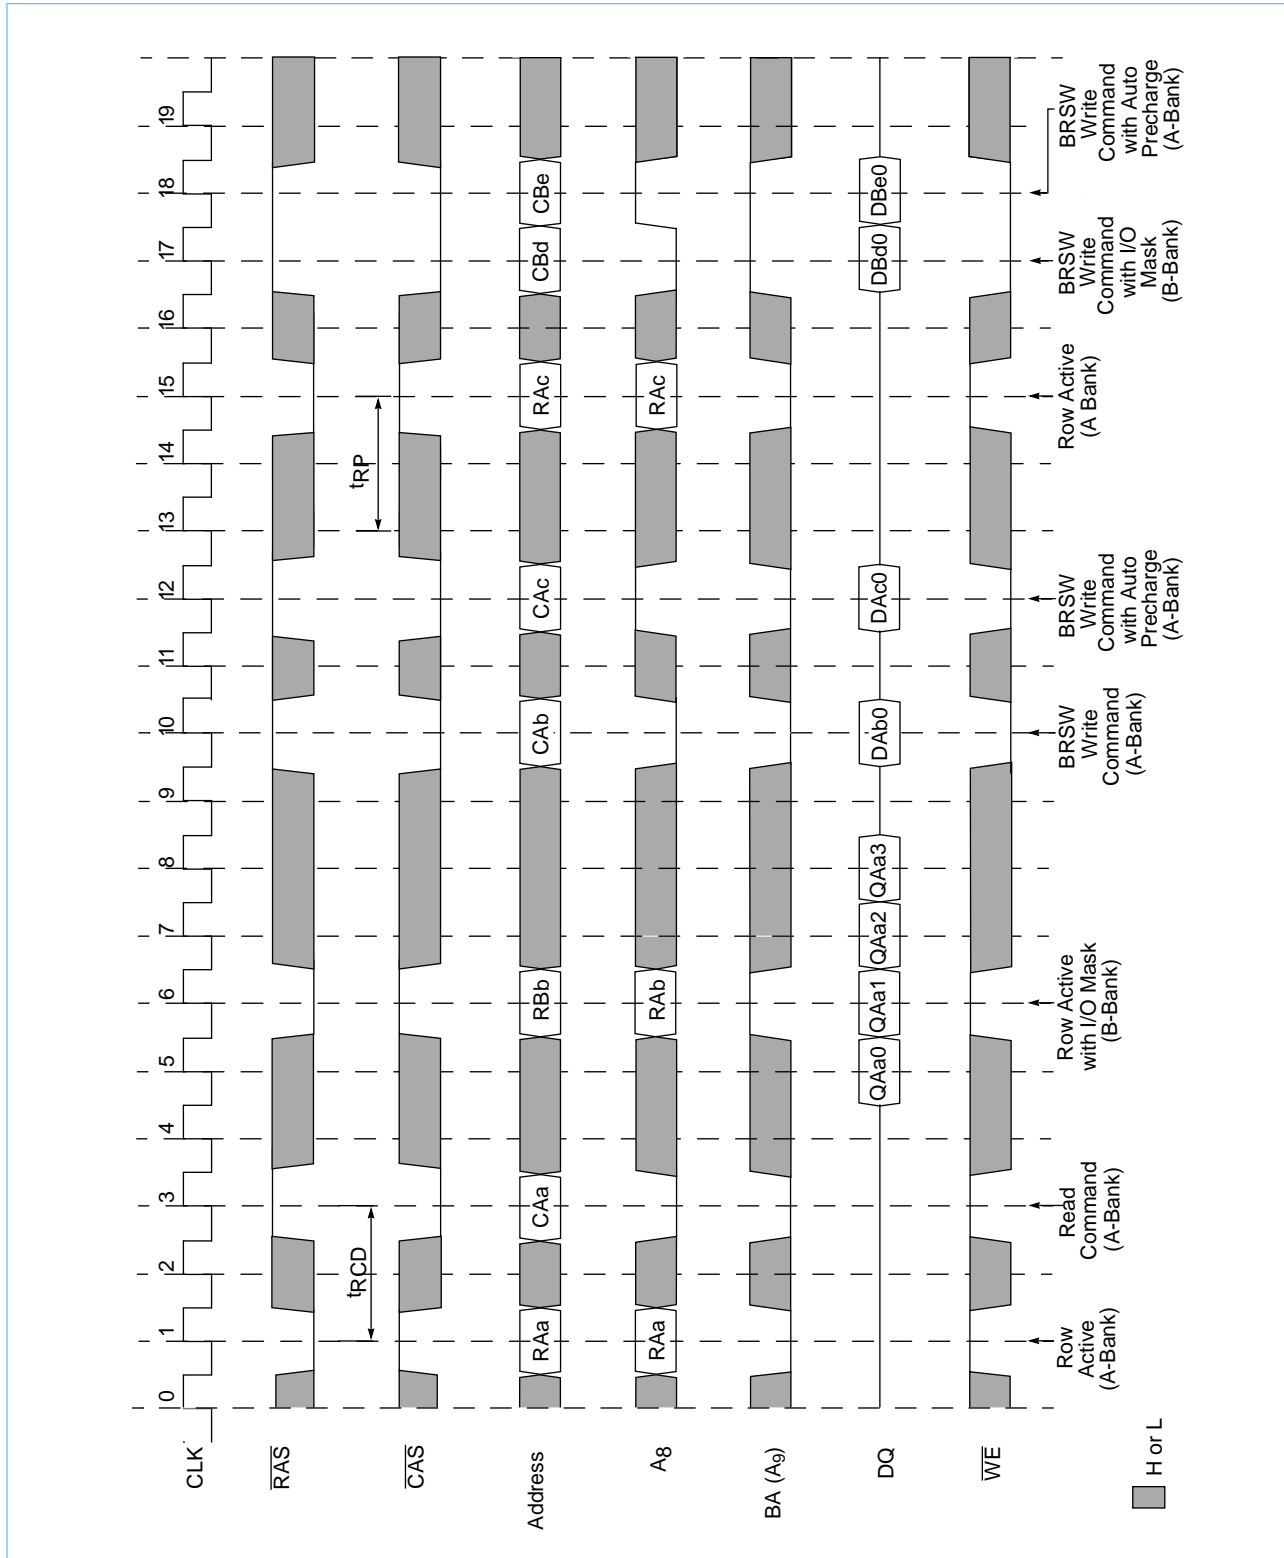 0 1 2 3 4 5 6 7 8 9 10 11 12 13 14 15 16 17 18 19
CLK
RAS
tRCD
tRP
CAS
Address
RAa CAa RBb CAb CAc RAc CBd CBe
A8
RAa RAb RAc
BA (A9)
DQ
QAa0 QAa1 QAa2 QAa3 DAb0 DAc0 DBd0 DBe0
WE
Row
Active
(A-Bank)
Read
Command
(A-Bank)
Row Active
with I/O Mask
(B-Bank)
BRSW
Write
Command
(A-Bank)
BRSW
Write
Command
with Auto
Precharge
(A-Bank)
Row Active
(A Bank)
BRSW
Write
Command
with I/O
Mask
(B-Bank)
BRSW
Write
Command
with Auto
Precharge
(A-Bank)
H or L